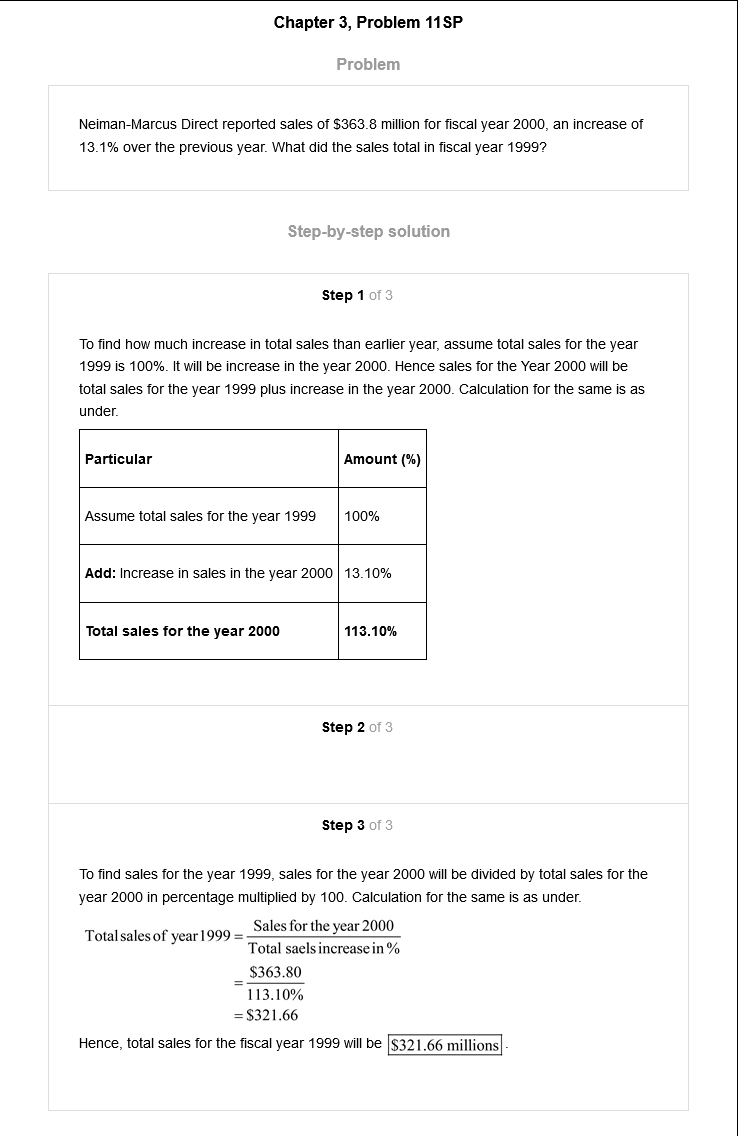 Chapter 3, Problem 11SP
Problem
Neiman-Marcus Direct reported sales of $363.8 million for fiscal year 2000, an increase of
13.1% over the previous year. What did the sales total in fiscal year 1999?
Step-by-step solution
Step 1 of 3
To find how much increase in total sales than earlier year, assume total sales for the year
1999 is 100%. It will be increase in the year 2000. Hence sales for the Year 2000 will be
total sales for the year 1999 plus increase in the year 2000. Calculation for the same is as
under.
Particular Amount (%)
Assume total sales for the year 1999 100%
Add: Increase in sales in the year 2000 13.10%
Total sales for the year 2000 113.10%
Step 2 of 3
Step 3 of 3
To find sales for the year 1999, sales for the year 2000 will be divided by total sales for the
year 2000 in percentage multiplied by 100. Calculation for the same is as under.
Total sales of year 1999 = Sales for the year 2000
Total saels increase in %
= $363.80
113.10%
= $321.66
Hence, total sales for the fiscal year 1999 will be $321.66 millions.